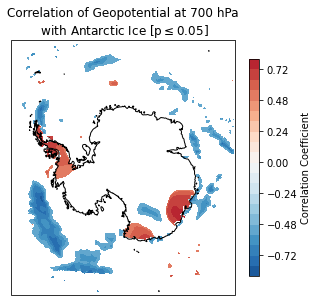 Correlation of Geopotential at 700 hPa
with Antarctic Ice [p ≤ 0.05]
0.72
0.48
0.24
0.00
−0.24
−0.48
−0.72
Correlation Coefficient